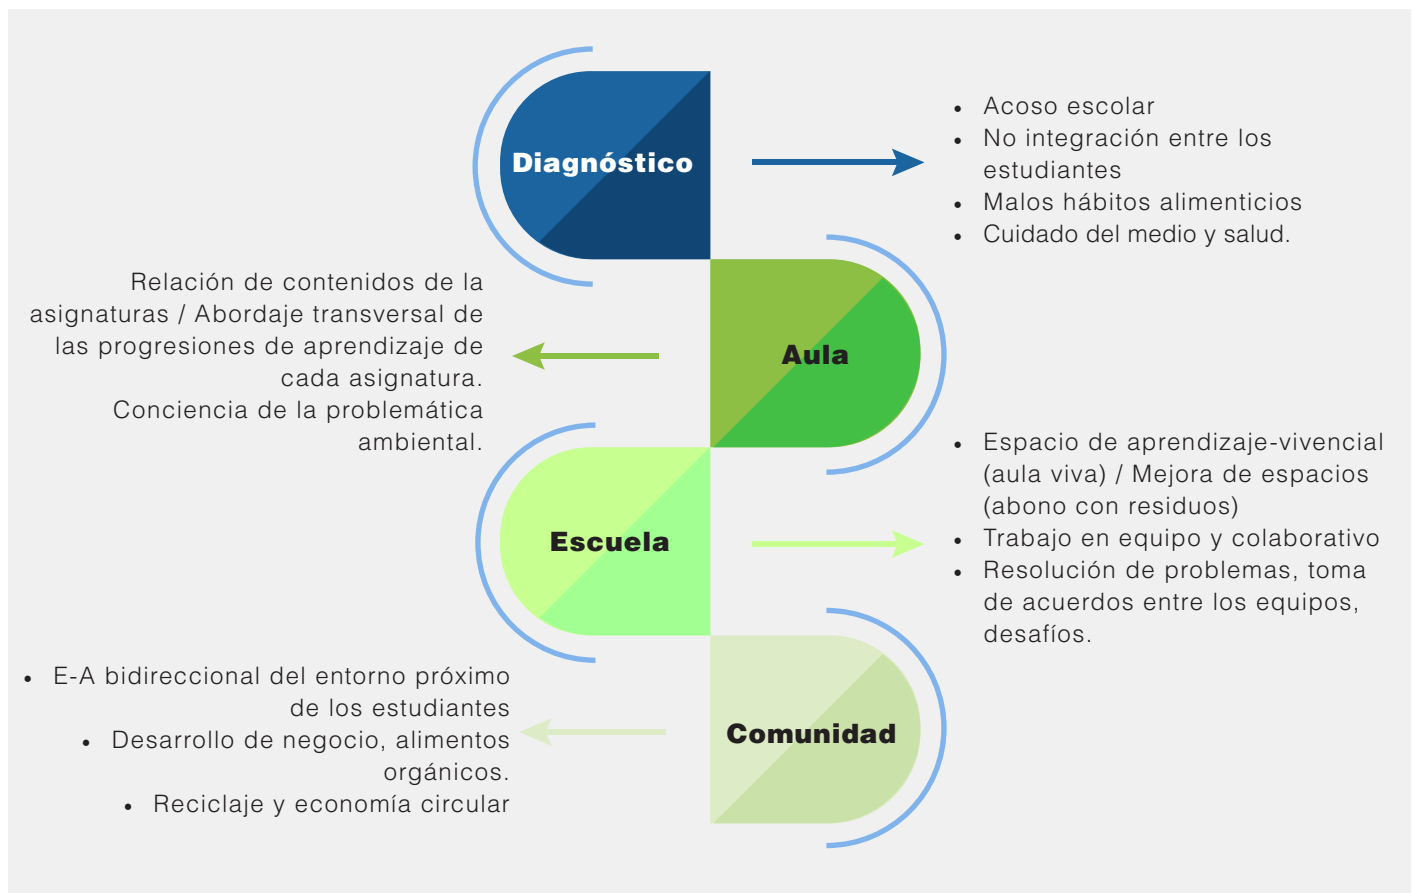 Diagnóstico
• Acoso escolar
• No integración entre los
estudiantes
• Malos hábitos alimenticios
• Cuidado del medio y salud.
Relación de contenidos de la
asignaturas / Abordaje transversal de
las progresiones de aprendizaje de
cada asignatura.
Conciencia de la problemática
ambiental.
Aula
Escuela
• Espacio de aprendizaje-vivencial
(aula viva) / Mejora de espacios
(abono con residuos)
• Trabajo en equipo y colaborativo
• Resolución de problemas, toma
de acuerdos entre los equipos,
desafíos.
• E-A bidireccional del entorno próximo
de los estudiantes
• Desarrollo de negocio, alimentos
orgánicos.
• Reciclaje y economía circular
Comunidad